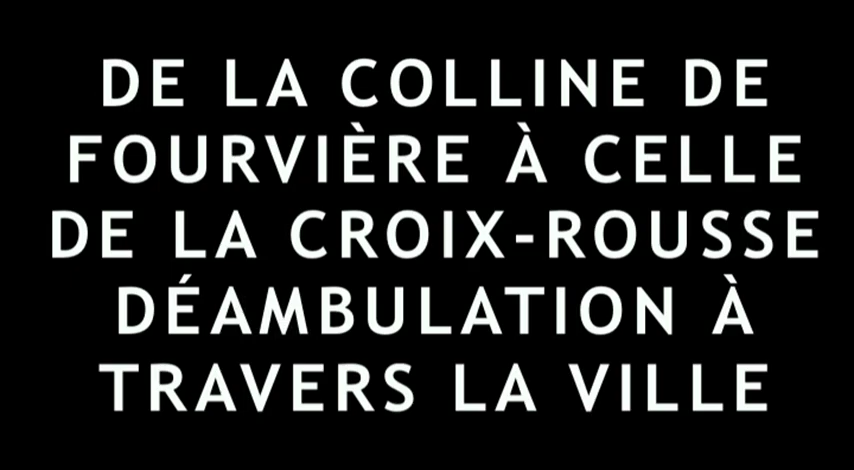 DE LA COLLINE DE
FOURVIÈRE À CELLE
DE LA CROIX-ROUSSE
DÉAMBULATION À
TRAVERS LA VILLE